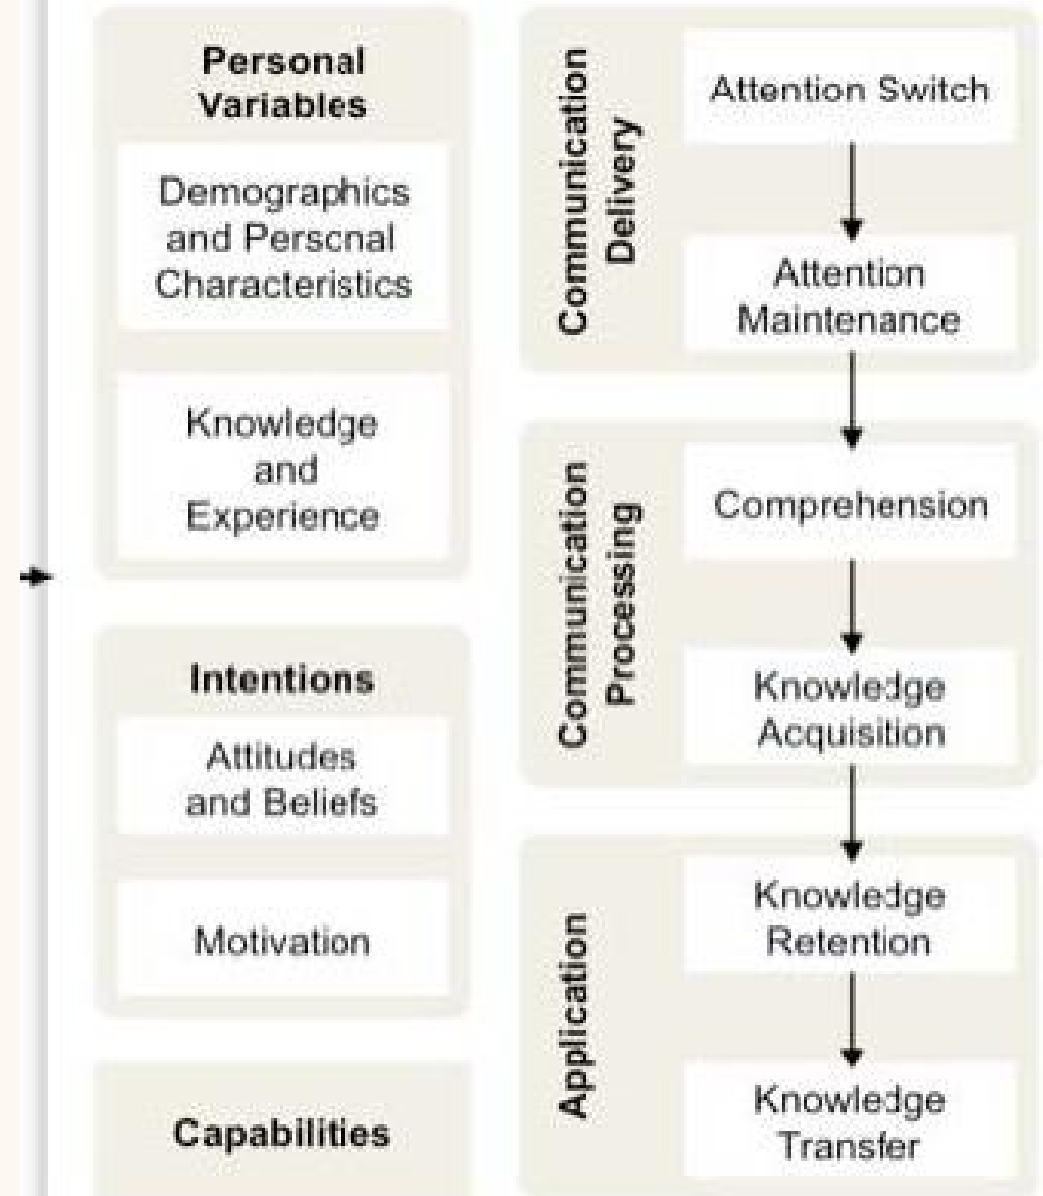 Personal
Variables
Demographics
and Personal
Characteristics
Knowledge
and
Experience
Intentions
Attitudes
and Beliefs
Motivation
Capabilities
Communication
Delivery
Attention Switch
Attention
Maintenance
Communication
Processing
Comprehension
Knowledge
Acquisition
Application
Knowledge
Retention
Knowledge
Transfer